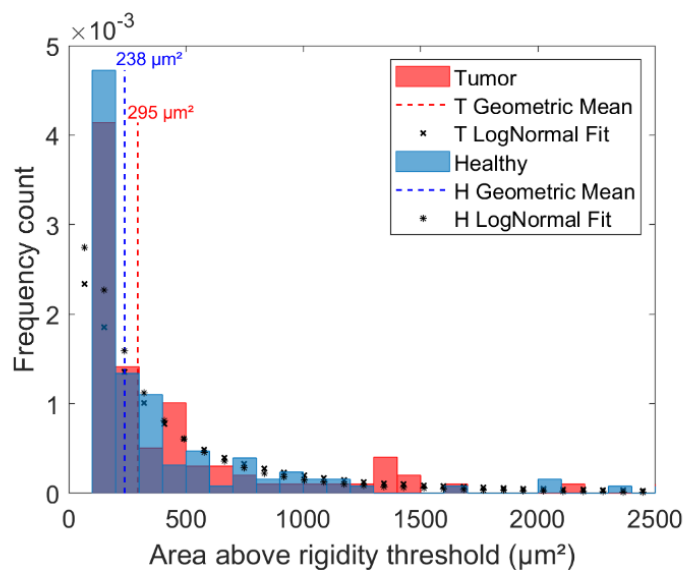 ×10⁻³
5
4
3
2
1
0
Frequency count
238 µm²
295 µm²
Tumor
T Geometric Mean
T LogNormal Fit
Healthy
H Geometric Mean
H LogNormal Fit
0 500 1000 1500 2000 2500
Area above rigidity threshold (µm²)